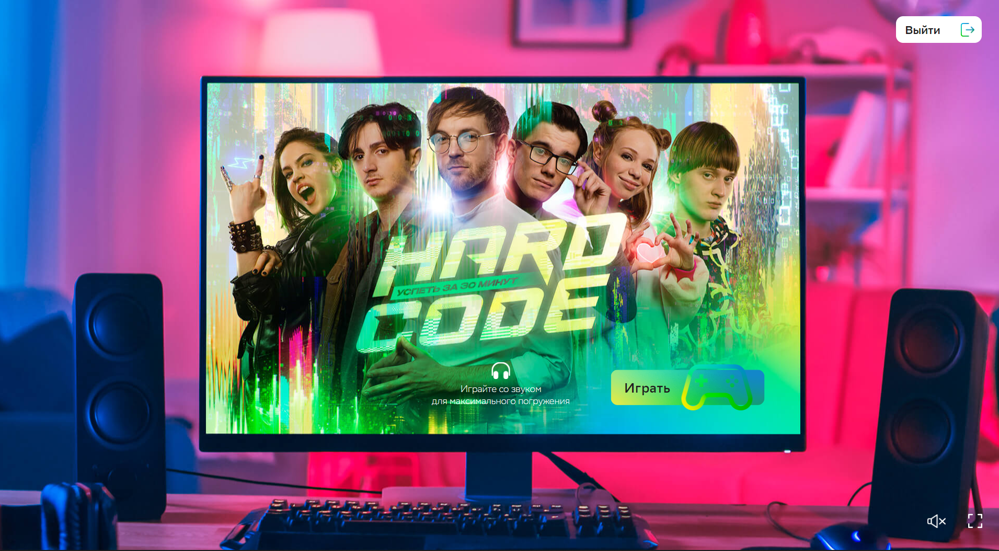 Выйти
HARD
УСПЕТЬ ЗА 30 МИНУТ
CODE
Играйте со звуком
для максимального погружения
Играть